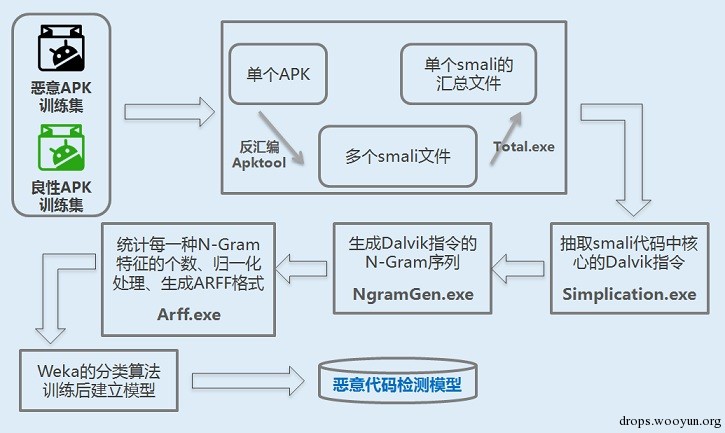 恶意APK
训练集
良性APK
训练集
单个APK
反汇编
Apktool
多个smali文件
Total.exe
单个smali的
汇总文件
抽取smali代码中核
心的Dalvik指令
Simplication.exe
生成Dalvik指令的
N-Gram序列
NgramGen.exe
统计每一种N-Gram
特征的个数、归一化
处理、生成ARFF格式
Arff.exe
Weka的分类算法
训练后建立模型
恶意代码检测模型
drops.wooyun.org